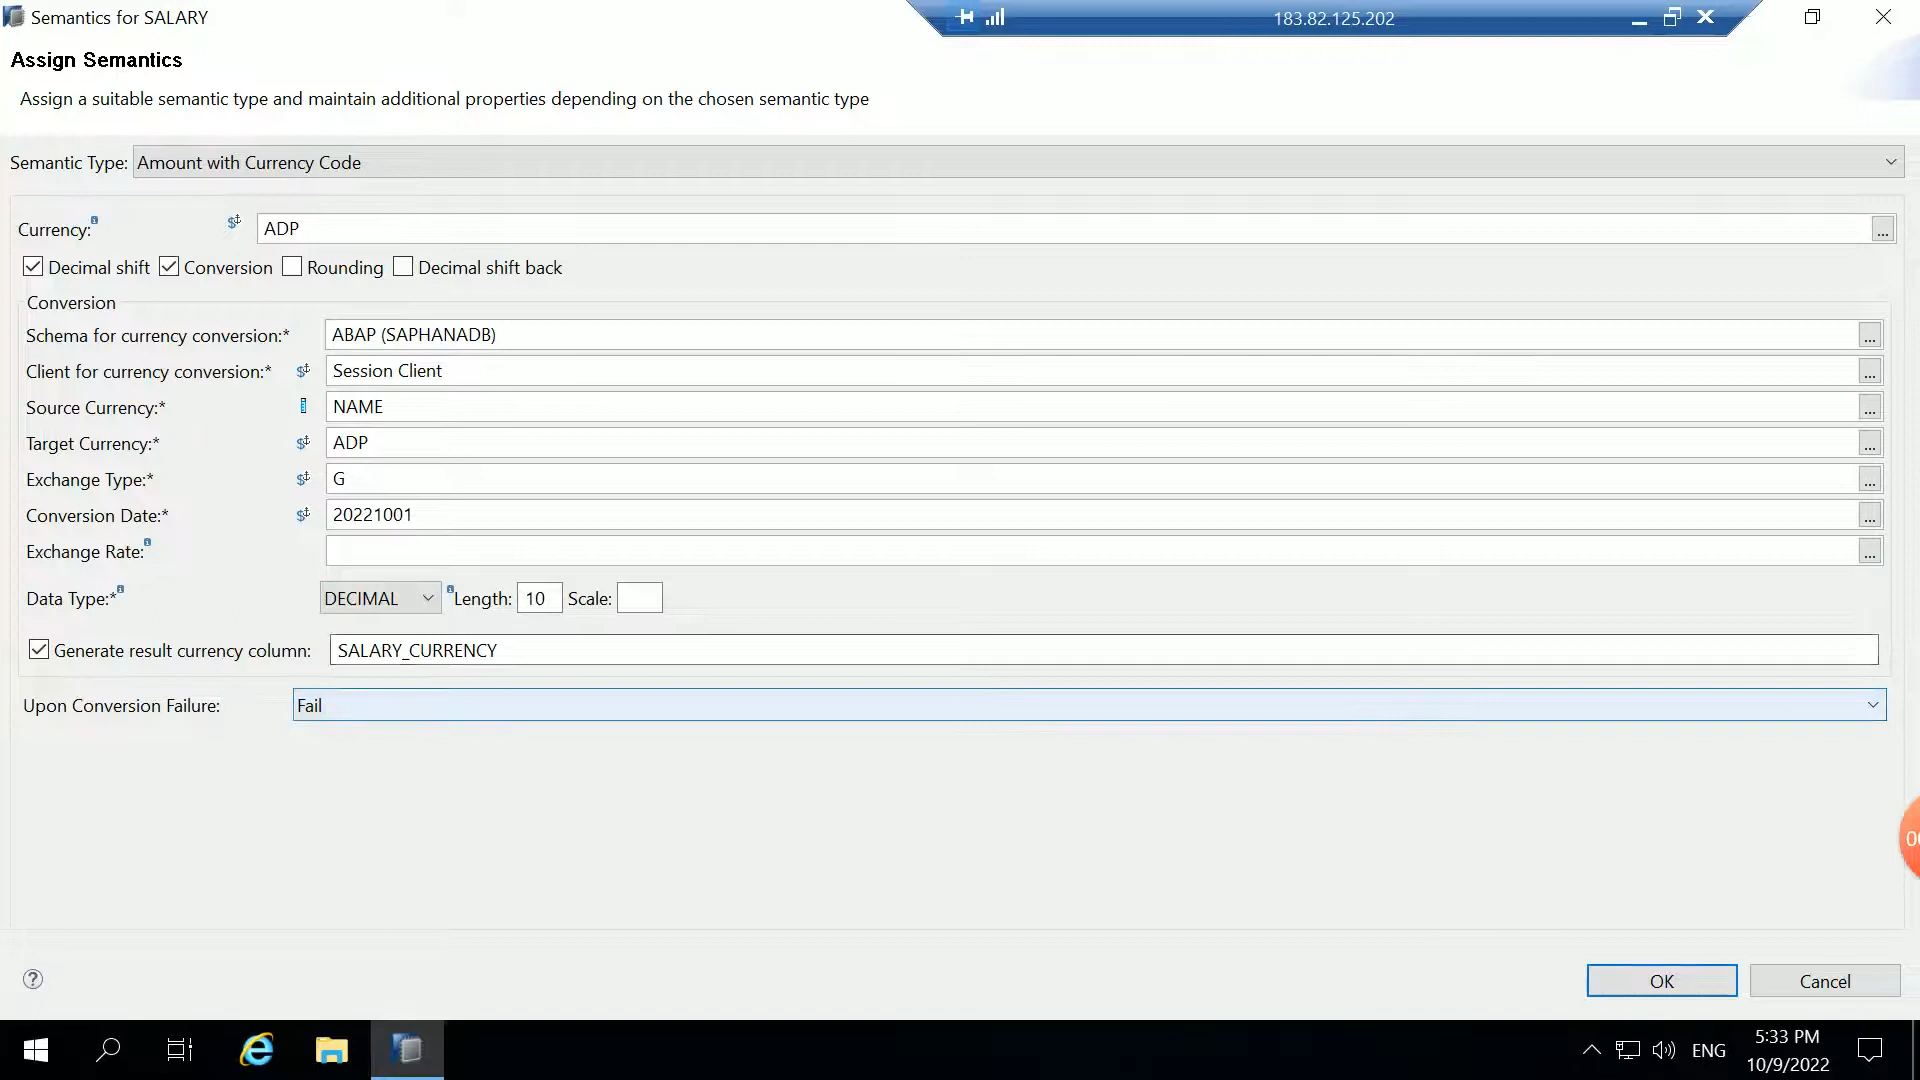 Semantics for SALARY
183.82.125.202
Assign Semantics
Assign a suitable semantic type and maintain additional properties depending on the chosen semantic type
Semantic Type: Amount with Currency Code
Currency: ADP ...
Decimal shift Conversion Rounding Decimal shift back
Conversion
Schema for currency conversion:* ABAP (SAPHANADB) ...
Client for currency conversion:* Session Client ...
Source Currency:* NAME ...
Target Currency:* ADP ...
Exchange Type:* G ...
Conversion Date:* 20221001 ...
Exchange Rate: ...
Data Type:* DECIMAL Length: 10 Scale:
Generate result currency column: SALARY_CURRENCY
Upon Conversion Failure: Fail
OK Cancel
ENG
5:33 PM
10/9/2022